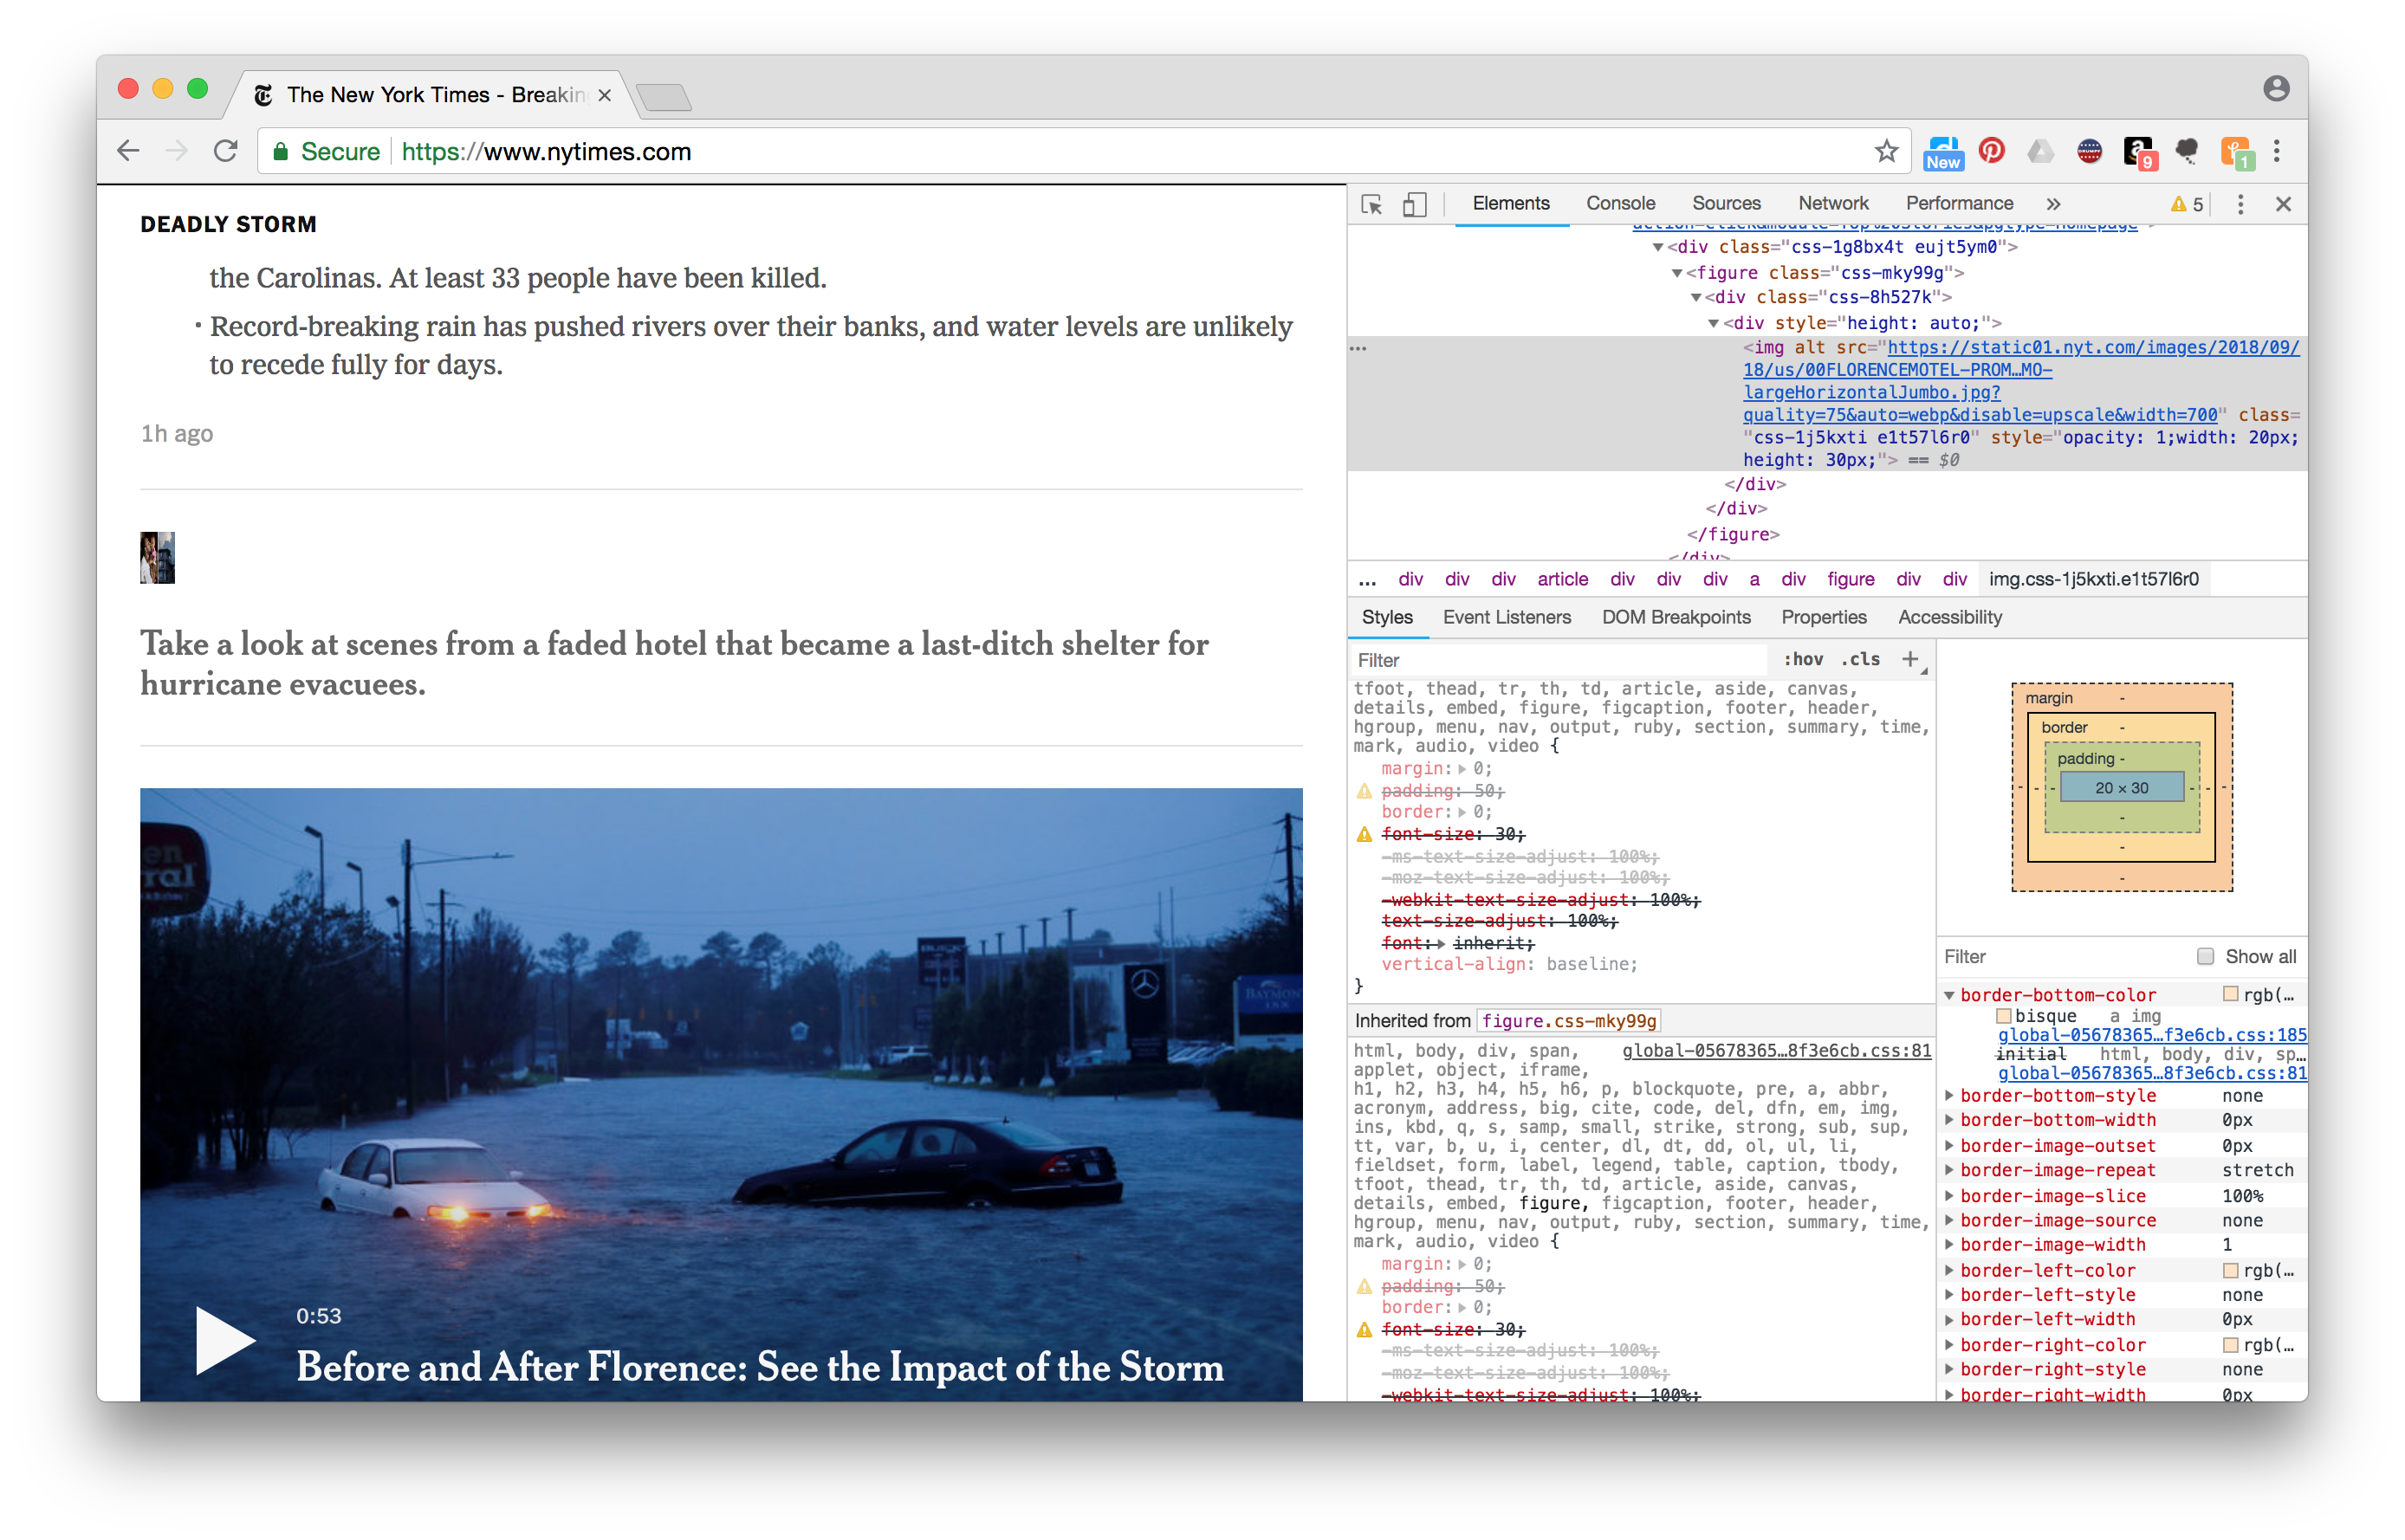 The New York Times - Breakin
Secure https://www.nytimes.com
New
9
1
DEADLY STORM
the Carolinas. At least 33 people have been killed.
· Record-breaking rain has pushed rivers over their banks, and water levels are unlikely
to recede fully for days.
1h ago
Take a look at scenes from a faded hotel that became a last-ditch shelter for
hurricane evacuees.
0:53
Before and After Florence: See the Impact of the Storm
Elements Console Sources Network Performance » 5
action=click&module=Top%20Stories&pgtype=Homepage">
▼<div class="css-1g8bx4t eujt5ym0">
▼<figure class="css-mky99g">
▼<div class="css-8h527k">
▼<div style="height: auto;">
...
<img alt src="https://static01.nyt.com/images/2018/09/
18/us/00FLORENCEMOTEL-PROM…MO-
largeHorizontalJumbo.jpg?
quality=75&auto=webp&disable=upscale&width=700" class=
"css-1j5kxti e1t57l6r0" style="opacity: 1;width: 20px;
height: 30px;"> == $0
</div>
</div>
</figure>
</div>
... div div div article div div div a div figure div div img.css-1j5kxti.e1t57l6r0
Styles Event Listeners DOM Breakpoints Properties Accessibility
Filter :hov .cls +
tfoot, thead, tr, th, td, article, aside, canvas,
details, embed, figure, figcaption, footer, header,
hgroup, menu, nav, output, ruby, section, summary, time,
mark, audio, video {
margin: ▶ 0;
padding: 50;
border: ▶ 0;
font-size: 30;
-ms-text-size-adjust: 100%;
-moz-text-size-adjust: 100%;
-webkit-text-size-adjust: 100%;
text-size-adjust: 100%;
font: ▶ inherit;
vertical-align: baseline;
}
Inherited from figure.css-mky99g
html, body, div, span, global-05678365…8f3e6cb.css:81
applet, object, iframe,
h1, h2, h3, h4, h5, h6, p, blockquote, pre, a, abbr,
acronym, address, big, cite, code, del, dfn, em, img,
ins, kbd, q, s, samp, small, strike, strong, sub, sup,
tt, var, b, u, i, center, dl, dt, dd, ol, ul, li,
fieldset, form, label, legend, table, caption, tbody,
tfoot, thead, tr, th, td, article, aside, canvas,
details, embed, figure, figcaption, footer, header,
hgroup, menu, nav, output, ruby, section, summary, time,
mark, audio, video {
margin: ▶ 0;
padding: 50;
border: ▶ 0;
font-size: 30;
-ms-text-size-adjust: 100%;
-moz-text-size-adjust: 100%;
-webkit-text-size-adjust: 100%;
margin -
border -
padding -
- - - 20 × 30 - - -
-
-
-
Filter Show all
▼ border-bottom-color rgb(…
bisque a img
global-05678365…f3e6cb.css:185
initial html, body, div, sp…
global-05678365…8f3e6cb.css:81
▶ border-bottom-style none
▶ border-bottom-width 0px
▶ border-image-outset 0px
▶ border-image-repeat stretch
▶ border-image-slice 100%
▶ border-image-source none
▶ border-image-width 1
▶ border-left-color rgb(…
▶ border-left-style none
▶ border-left-width 0px
▶ border-right-color rgb(…
▶ border-right-style none
▶ border-right-width 0px